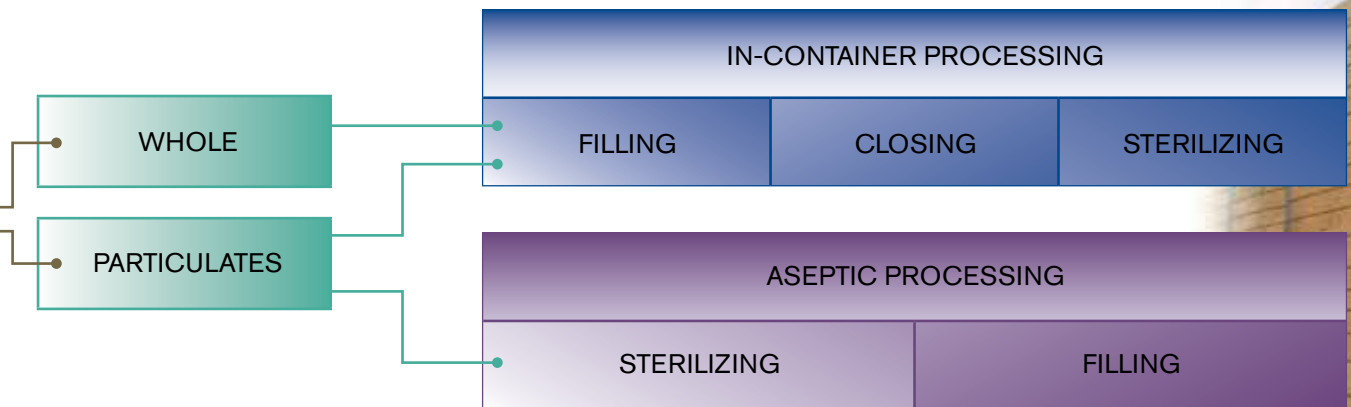 IN-CONTAINER PROCESSING
WHOLE
FILLING
CLOSING
STERILIZING
PARTICULATES
ASEPTIC PROCESSING
STERILIZING
FILLING